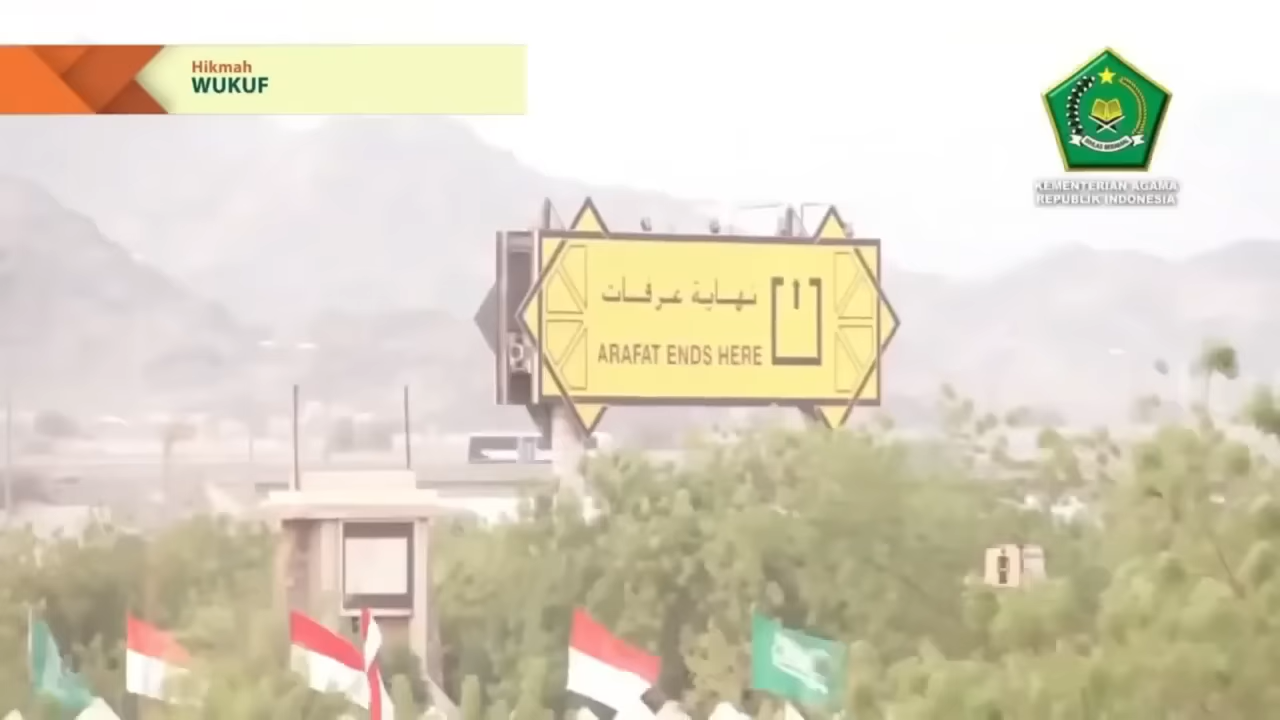 Hikmah
WUKUF
KEMENTERIAN AGAMA
REPUBLIK INDONESIA
نهاية عرفات
ARAFAT ENDS HERE